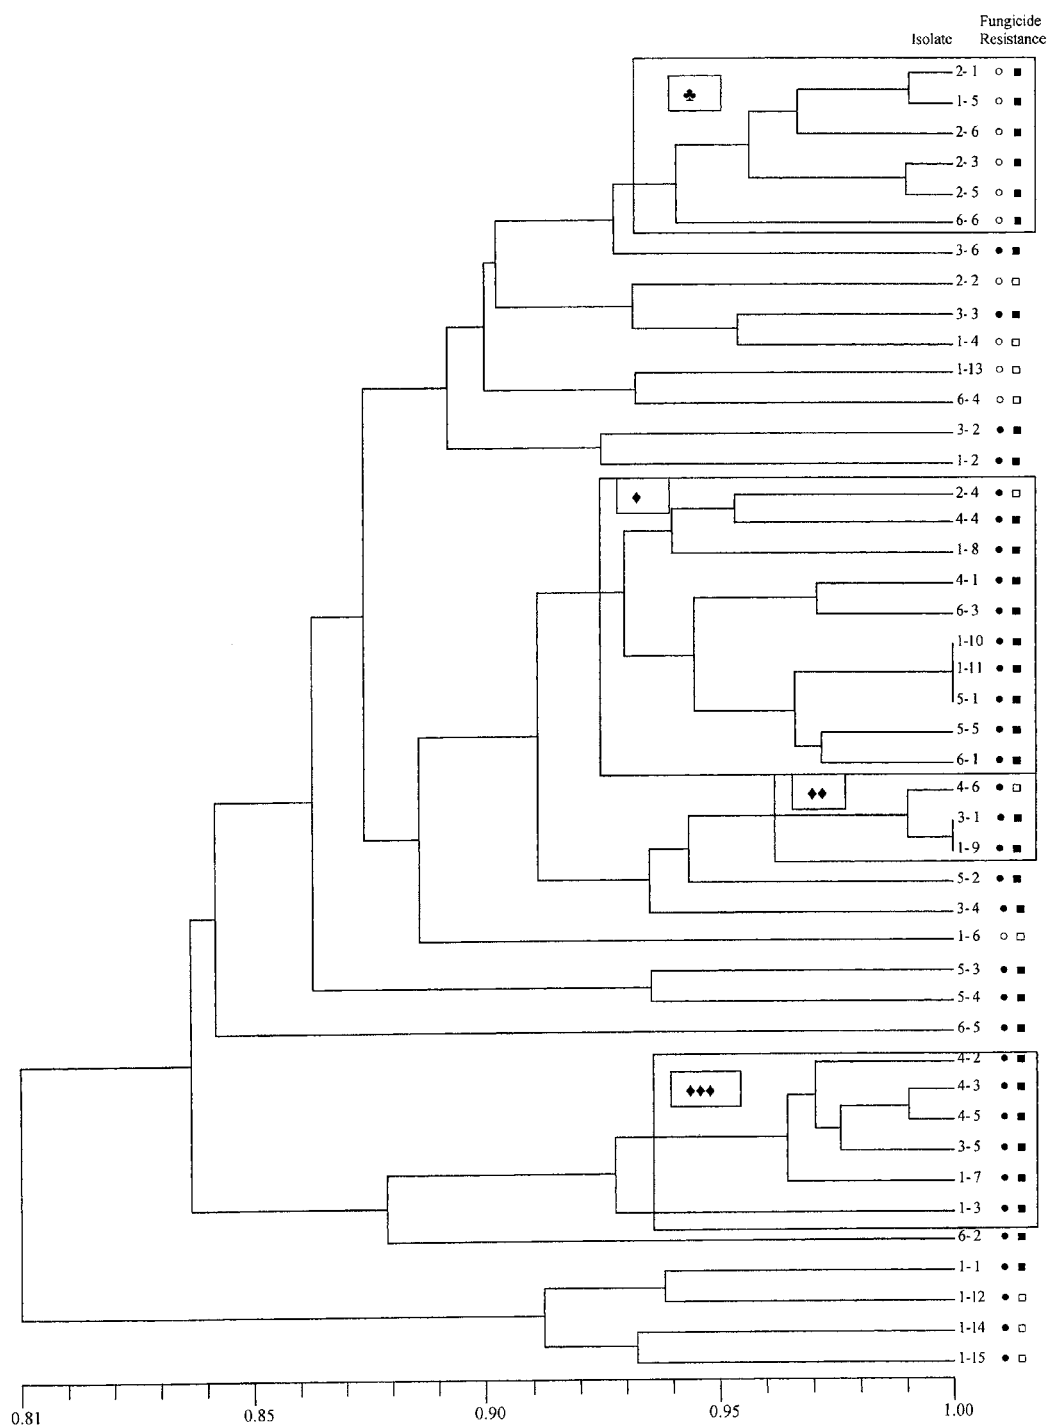 Fungicide
Isolate Resistance
♣
2-1 ○ ■
1-5 ○ ■
2-6 ○ ■
2-3 ○ ■
2-5 ○ ■
6-6 ○ ■
3-6 ● ■
2-2 ○ □
3-3 ● ■
1-4 ○ □
1-13 ○ □
6-4 ○ □
3-2 ● ■
1-2 ● ■
♦
2-4 ● □
4-4 ● ■
1-8 ● ■
4-1 ● ■
6-3 ● ■
1-10 ● ■
1-11 ● ■
5-1 ● ■
5-5 ● ■
6-1 ● ■
♦♦
4-6 ● □
3-1 ● ■
1-9 ● ■
5-2 ● ■
3-4 ● ■
1-6 ○ □
5-3 ● ■
5-4 ● ■
6-5 ● ■
♦♦♦
4-2 ● ■
4-3 ● ■
4-5 ● ■
3-5 ● ■
1-7 ● ■
1-3 ● ■
6-2 ● ■
1-1 ● ■
1-12 ● □
1-14 ● □
1-15 ● □
0.81 0.85 0.90 0.95 1.00